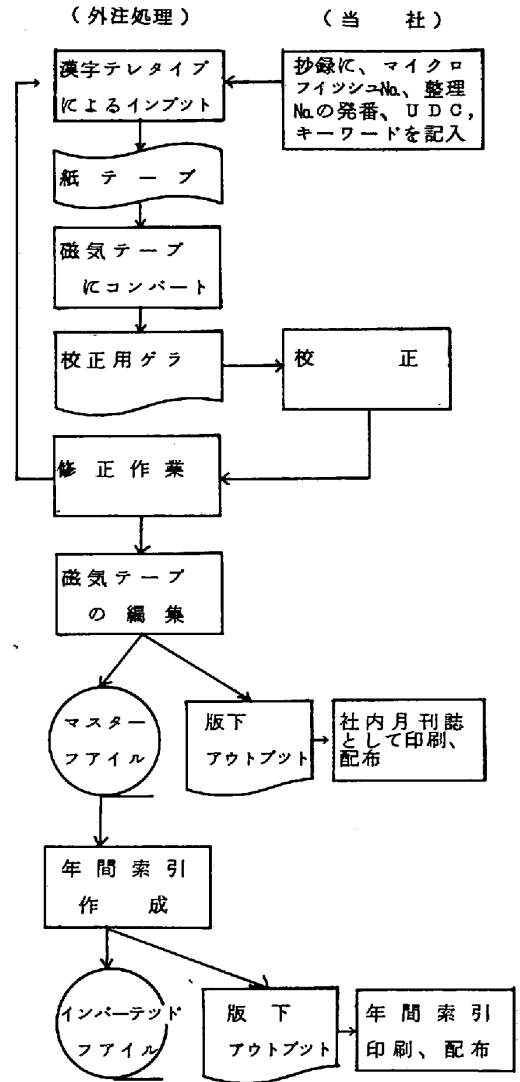 （外注処理）
（当　社）
漢字テレタイプ
によるインプット
抄録に、マイクロ
フィッシュ№、整理
№の発番、ＵＤＣ，
キーワードを記入
紙テープ
磁気テープ
にコンバート
校正用ゲラ
校　正
修正作業
磁気テープ
の編集
マスター
フアイル
版下
アウトプット
社内月刊誌
として印刷、
配布
年間索引
作　成
インバーテッド
ファイル
版下
アウトプット
年間索引
印刷、配布